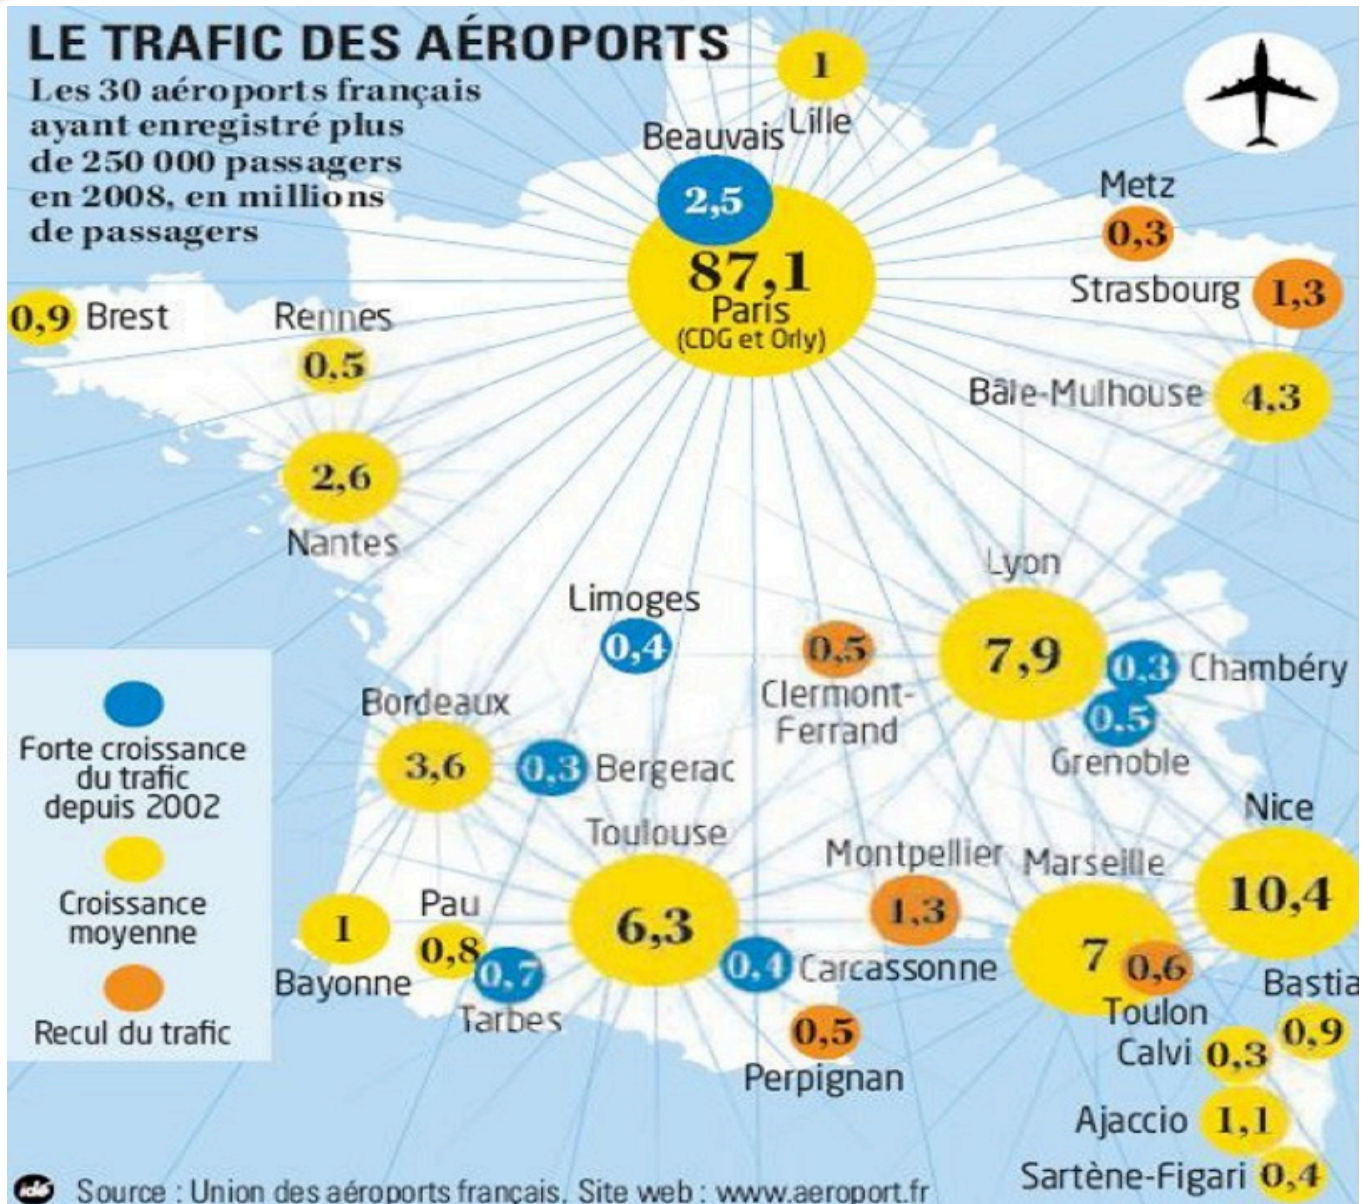 LE TRAFIC DES AÉROPORTS
Les 30 aéroports français
ayant enregistré plus
de 250 000 passagers
en 2008, en millions
de passagers
1
Lille
Beauvais
2,5
87,1
Paris
(CDG et Orly)
Metz
0,3
Strasbourg 1,3
0,9 Brest
Rennes
0,5
Bâle-Mulhouse 4,3
2,6
Nantes
Lyon
7,9
Limoges
0,4
0,5
Clermont-
Ferrand
0,3 Chambéry
0,5
Grenoble
Bordeaux
3,6
0,3 Bergerac
Toulouse
6,3
Montpellier
1,3
Marseille
7
0,6
Toulon
Nice
10,4
1
Bayonne
Pau
0,8
0,7
Tarbes
0,4 Carcassonne
0,5
Perpignan
Bastia
0,9
Calvi 0,3
Ajaccio 1,1
Sartène-Figari 0,4
Forte croissance
du trafic
depuis 2002
Croissance
moyenne
Recul du trafic
idé
Source : Union des aéroports français. Site web : www.aeroport.fr